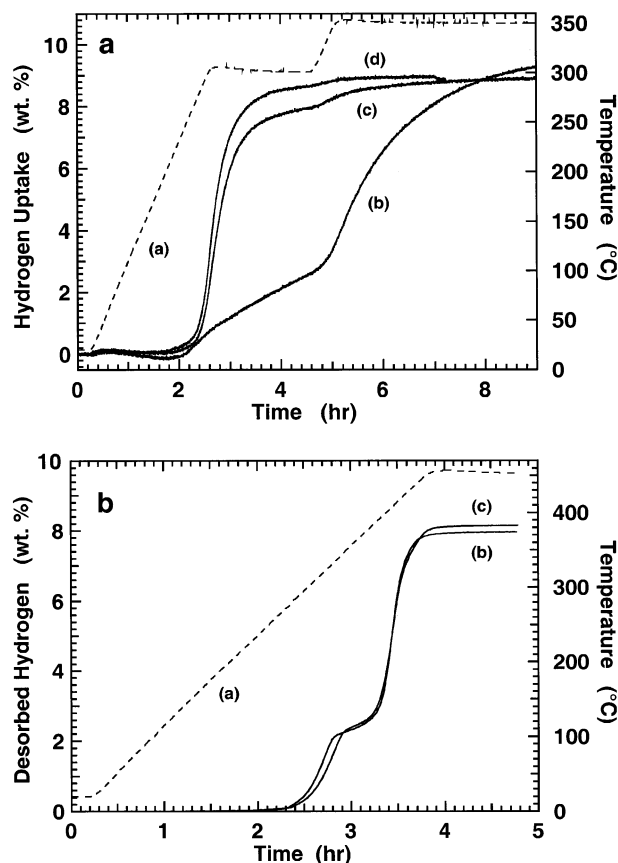 a
10
8
6
4
2
0
Hydrogen Uptake (wt. %)
(a)
(d)
(c)
(b)
350
300
250
200
150
100
50
0
Temperature (°C)
0 2 4 6 8
Time (hr)
b
10
8
6
4
2
0
Desorbed Hydrogen (wt. %)
(a)
(c)
(b)
400
300
200
100
0
Temperature (°C)
0 1 2 3 4 5
Time (hr)